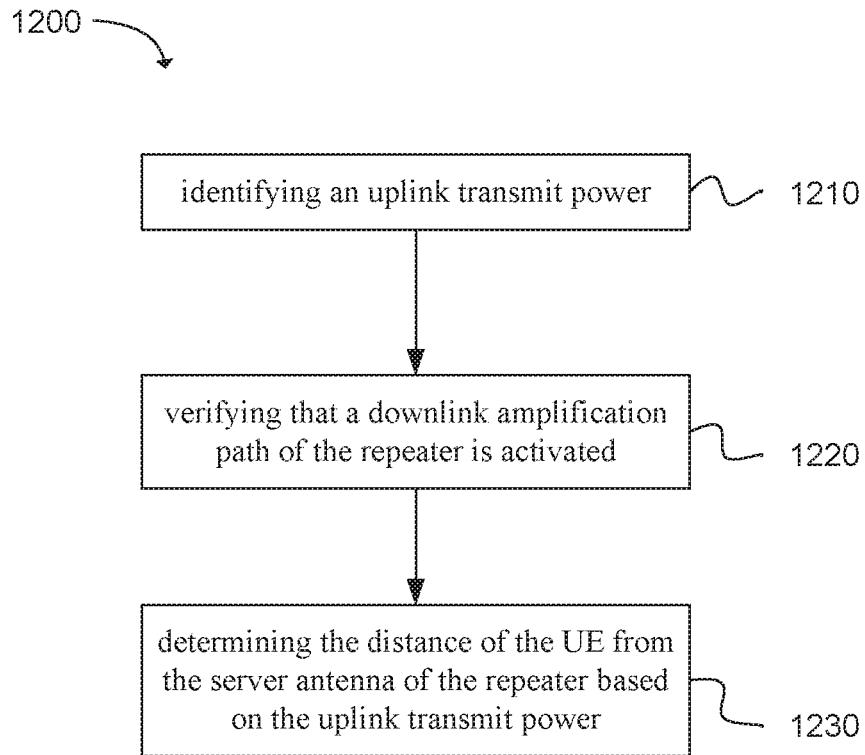 1200
identifying an uplink transmit power
1210
verifying that a downlink amplification
path of the repeater is activated
1220
determining the distance of the UE from
the server antenna of the repeater based
on the uplink transmit power
1230